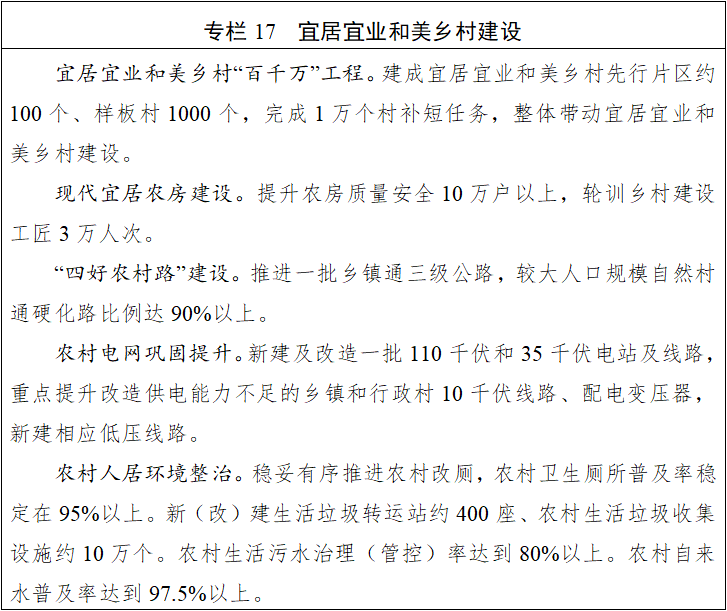 专栏 17　宜居宜业和美乡村建设
宜居宜业和美乡村“百千万”工程。建成宜居宜业和美乡村先行片区约
100 个、样板村 1000 个，完成 1 万个村补短任务，整体带动宜居宜业和
美乡村建设。
现代宜居农房建设。提升农房质量安全 10 万户以上，轮训乡村建设
工匠 3 万人次。
“四好农村路”建设。推进一批乡镇通三级公路，较大人口规模自然村
通硬化路比例达 90%以上。
农村电网巩固提升。新建及改造一批 110 千伏和 35 千伏电站及线路，
重点提升改造供电能力不足的乡镇和行政村 10 千伏线路、配电变压器，
新建相应低压线路。
农村人居环境整治。稳妥有序推进农村改厕，农村卫生厕所普及率稳
定在 95%以上。新（改）建生活垃圾转运站约 400 座、农村生活垃圾收集
设施约 10 万个。农村生活污水治理（管控）率达到 80%以上。农村自来
水普及率达到 97.5%以上。